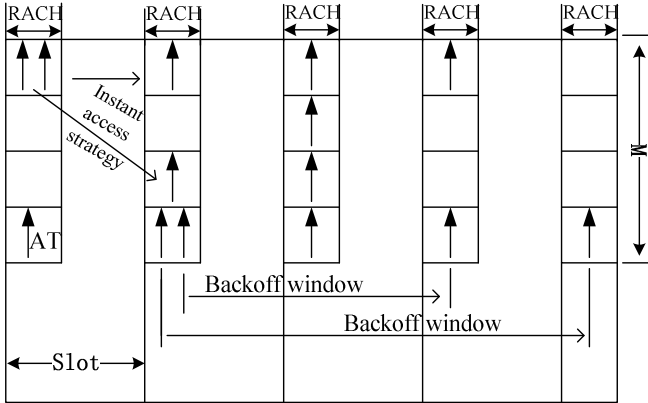 RACH RACH RACH RACH RACH
Instant
access
strategy
M
AT
Backoff window
Backoff window
Slot